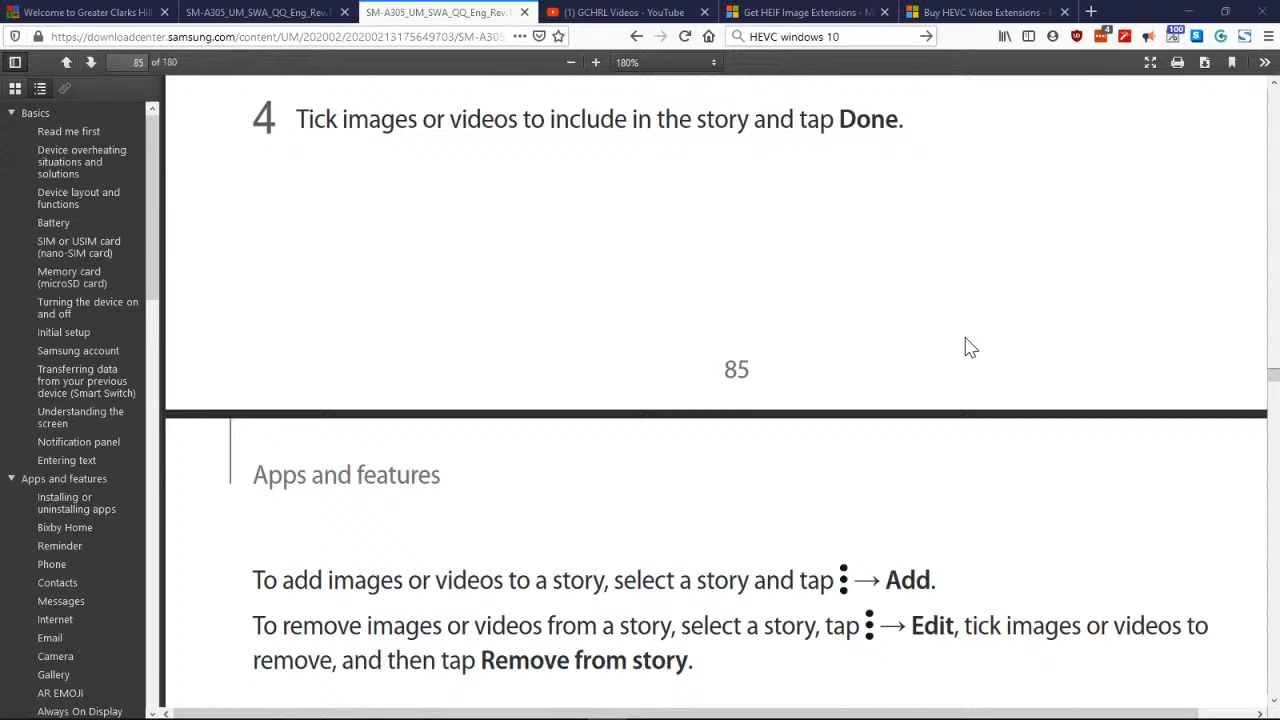 Welcome to Greater Clarks Hill
SM-A305_UM_SWA_QQ_Eng_Rev.
SM-A305_UM_SWA_QQ_Eng_Rev.
(1) GCHRL Videos - YouTube
Get HEIF Image Extensions - M
Buy HEVC Video Extensions -
https://downloadcenter.samsung.com/content/UM/202002/20200213175649703/SM-A305
HEVC windows 10
4
100
85 of 180
180%
Basics
Read me first
Device overheating
situations and
solutions
Device layout and
functions
Battery
SIM or USIM card
(nano-SIM card)
Memory card
(microSD card)
Turning the device on
and off
Initial setup
Samsung account
Transferring data
from your previous
device (Smart Switch)
Understanding the
screen
Notification panel
Entering text
Apps and features
Installing or
uninstalling apps
Bixby Home
Reminder
Phone
Contacts
Messages
Internet
Email
Camera
Gallery
AR EMOJI
Always On Display
4 Tick images or videos to include in the story and tap Done.
85
Apps and features
To add images or videos to a story, select a story and tap ⋮ → Add.
To remove images or videos from a story, select a story, tap ⋮ → Edit, tick images or videos to
remove, and then tap Remove from story.